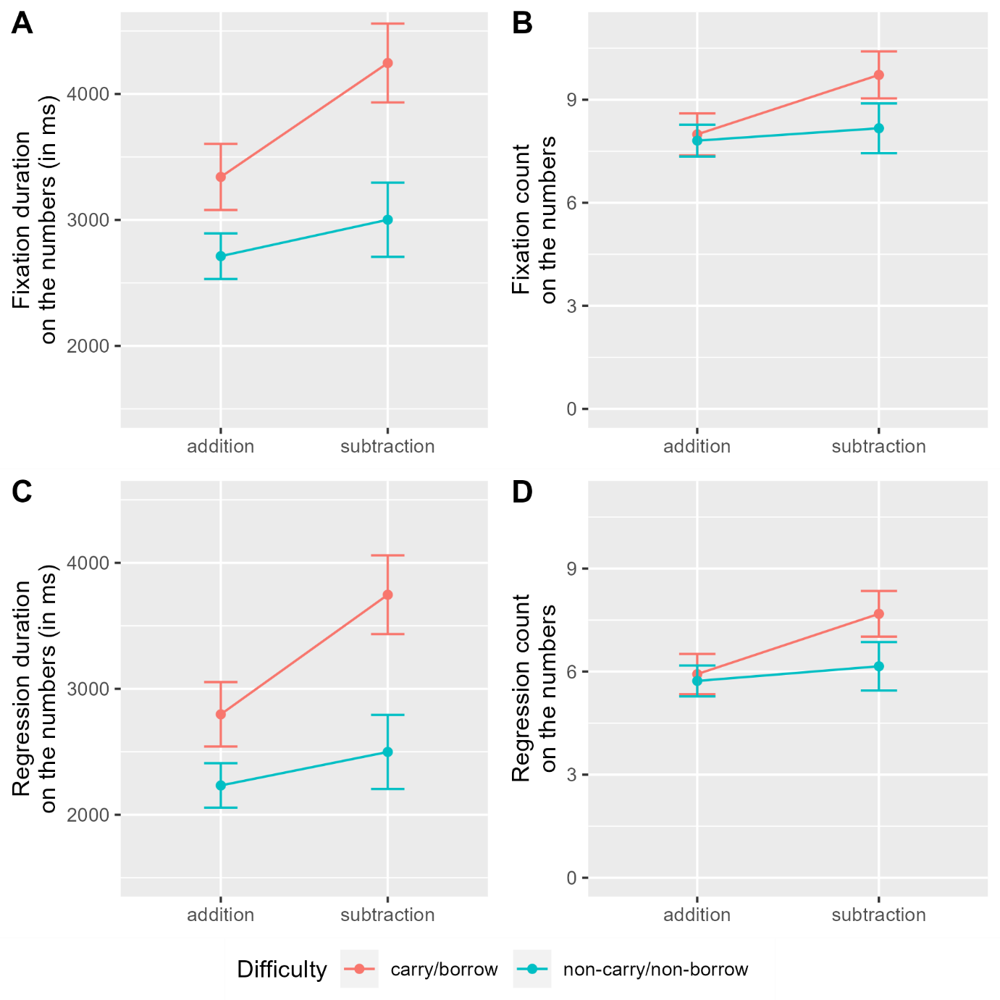 A
Fixation duration
on the numbers (in ms)
4000
3000
2000
addition
subtraction
B
Fixation count
on the numbers
9
6
3
0
addition
subtraction
C
Regression duration
on the numbers (in ms)
4000
3000
2000
addition
subtraction
D
Regression count
on the numbers
9
6
3
0
addition
subtraction
Difficulty
carry/borrow
non-carry/non-borrow